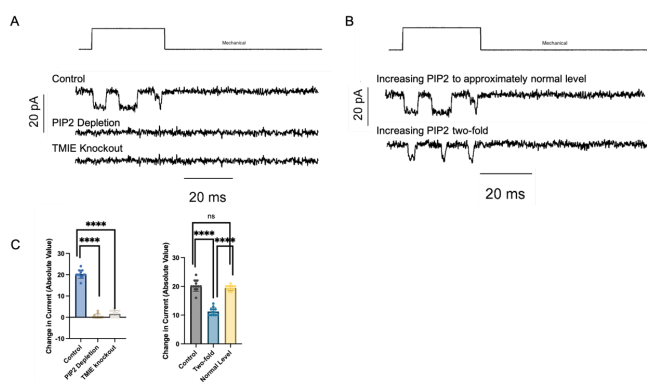 A
Mechanical
Control
20 pA
PIP2 Depletion
TMIE Knockout
20 ms
B
Mechanical
Increasing PIP2 to approximately normal level
20 pA
Increasing PIP2 two-fold
20 ms
C
Change in Current (Absolute Value)
30
20
10
0
-10
****
****
Control
PIP2 Depletion
TMIE Knockout
Change in Current (Absolute Value)
30
20
10
0
ns
**** ****
Control
Two-fold
Normal Level